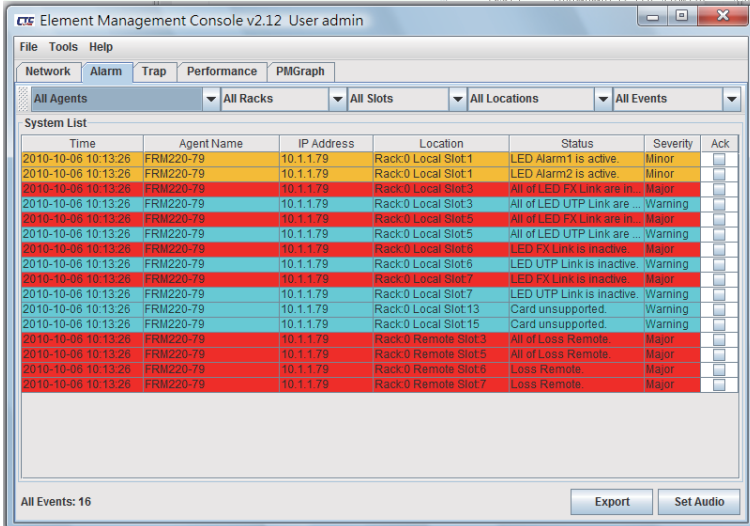 CTC Element Management Console v2.12 User admin
File Tools Help
Network Alarm Trap Performance PMGraph
All Agents All Racks All Slots All Locations All Events
System List
Time Agent Name IP Address Location Status Severity Ack
2010-10-06 10:13:26 FRM220-79 10.1.1.79 Rack:0 Local Slot:1 LED Alarm1 is active. Minor
2010-10-06 10:13:26 FRM220-79 10.1.1.79 Rack:0 Local Slot:1 LED Alarm2 is active. Minor
2010-10-06 10:13:26 FRM220-79 10.1.1.79 Rack:0 Local Slot:3 All of LED FX Link are in... Major
2010-10-06 10:13:26 FRM220-79 10.1.1.79 Rack:0 Local Slot:3 All of LED UTP Link are ... Warning
2010-10-06 10:13:26 FRM220-79 10.1.1.79 Rack:0 Local Slot:5 All of LED FX Link are in... Major
2010-10-06 10:13:26 FRM220-79 10.1.1.79 Rack:0 Local Slot:5 All of LED UTP Link are ... Warning
2010-10-06 10:13:26 FRM220-79 10.1.1.79 Rack:0 Local Slot:6 LED FX Link is inactive. Major
2010-10-06 10:13:26 FRM220-79 10.1.1.79 Rack:0 Local Slot:6 LED UTP Link is inactive. Warning
2010-10-06 10:13:26 FRM220-79 10.1.1.79 Rack:0 Local Slot:7 LED FX Link is inactive. Major
2010-10-06 10:13:26 FRM220-79 10.1.1.79 Rack:0 Local Slot:7 LED UTP Link is inactive. Warning
2010-10-06 10:13:26 FRM220-79 10.1.1.79 Rack:0 Local Slot:13 Card unsupported. Warning
2010-10-06 10:13:26 FRM220-79 10.1.1.79 Rack:0 Local Slot:15 Card unsupported. Warning
2010-10-06 10:13:26 FRM220-79 10.1.1.79 Rack:0 Remote Slot:3 All of Loss Remote. Major
2010-10-06 10:13:26 FRM220-79 10.1.1.79 Rack:0 Remote Slot:5 All of Loss Remote. Major
2010-10-06 10:13:26 FRM220-79 10.1.1.79 Rack:0 Remote Slot:6 Loss Remote. Major
2010-10-06 10:13:26 FRM220-79 10.1.1.79 Rack:0 Remote Slot:7 Loss Remote. Major
All Events: 16 Export Set Audio